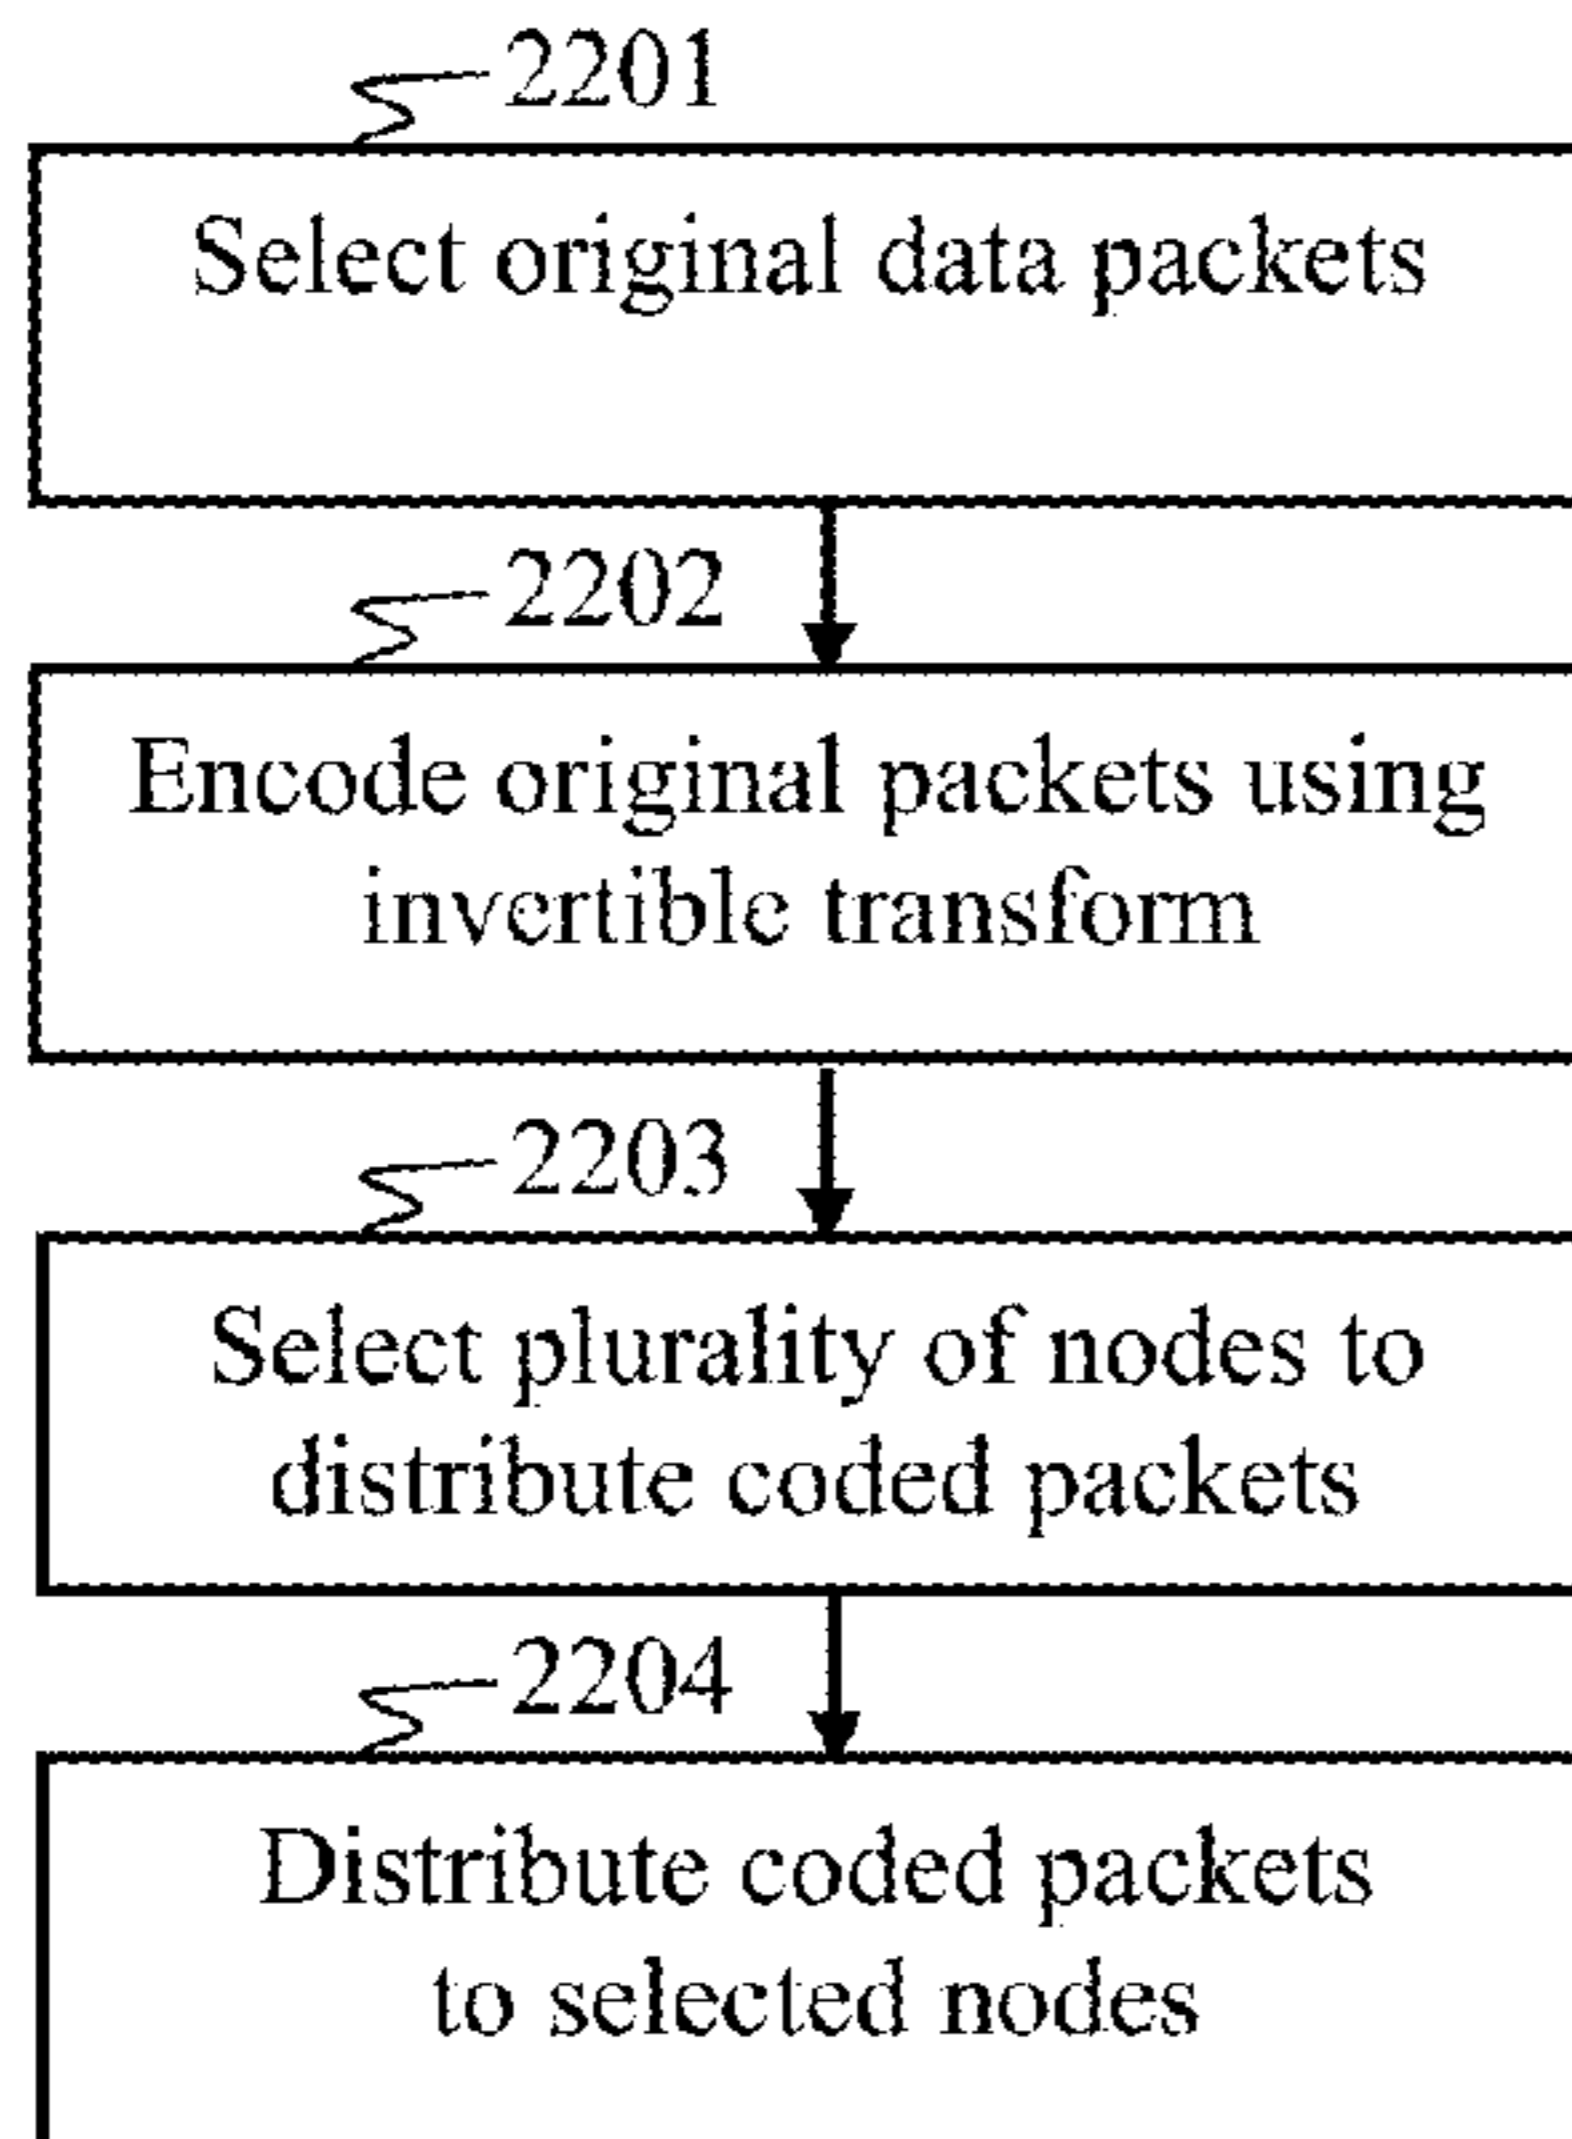 2201
Select original data packets
2202
Encode original packets using
invertible transform
2203
Select plurality of nodes to
distribute coded packets
2204
Distribute coded packets
to selected nodes